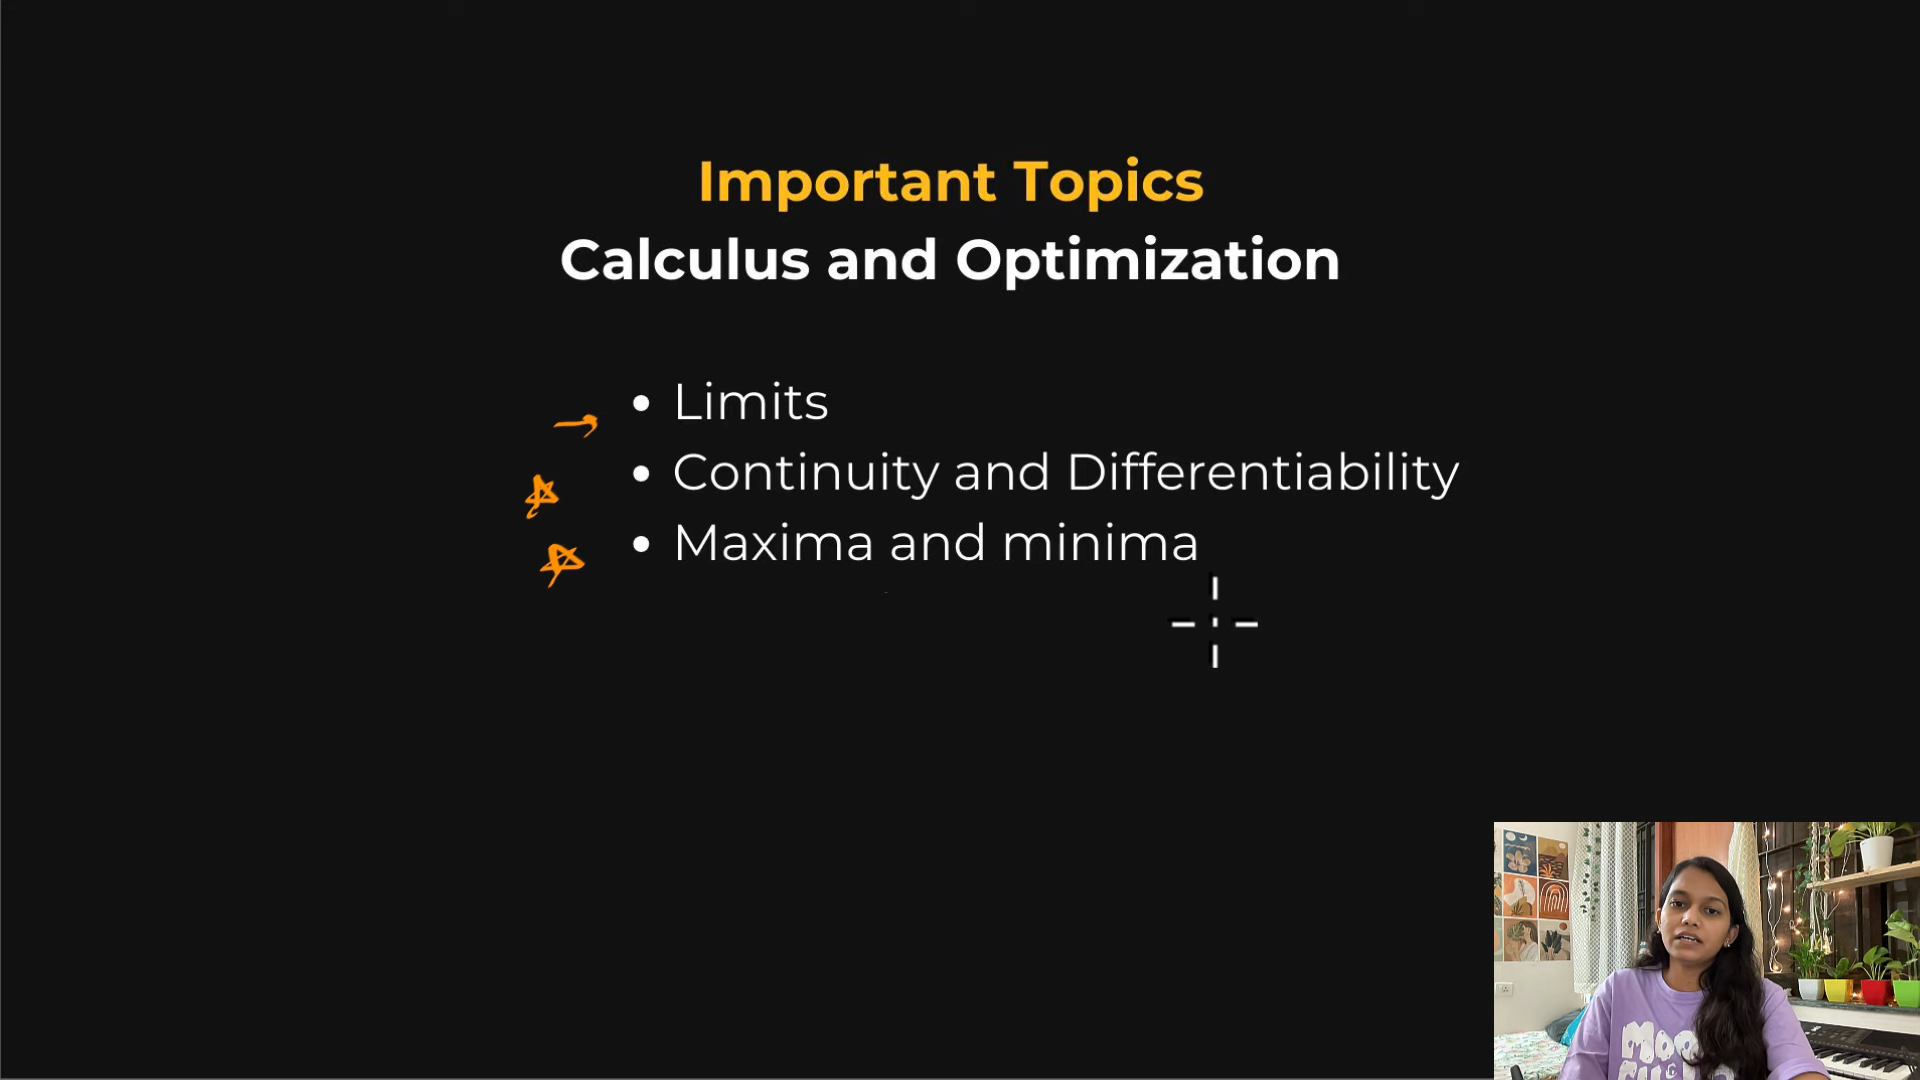 Important Topics
Calculus and Optimization
• Limits
• Continuity and Differentiability
• Maxima and minima